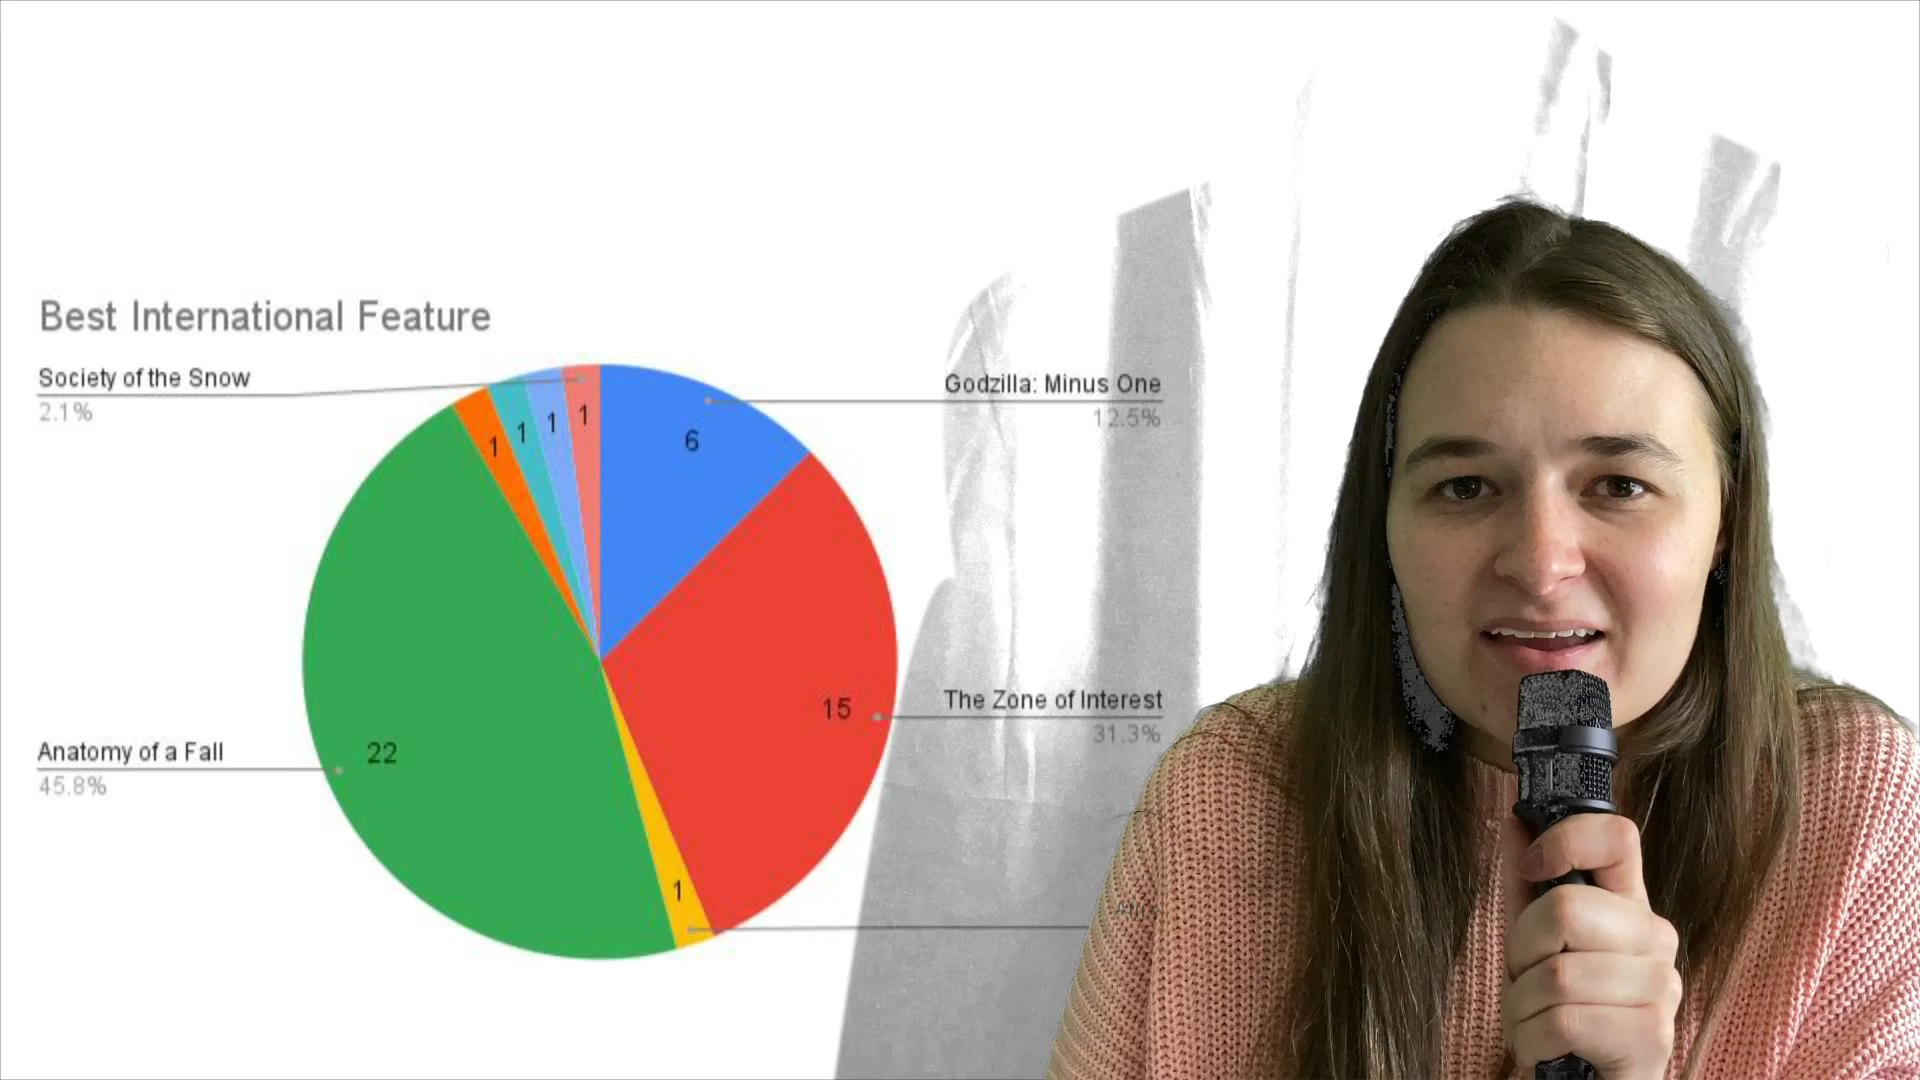 Best International Feature
Society of the Snow
2.1%
Godzilla: Minus One
12.5%
1
1
1
1
6
The Zone of Interest
31.3%
15
Anatomy of a Fall
45.8%
22
1